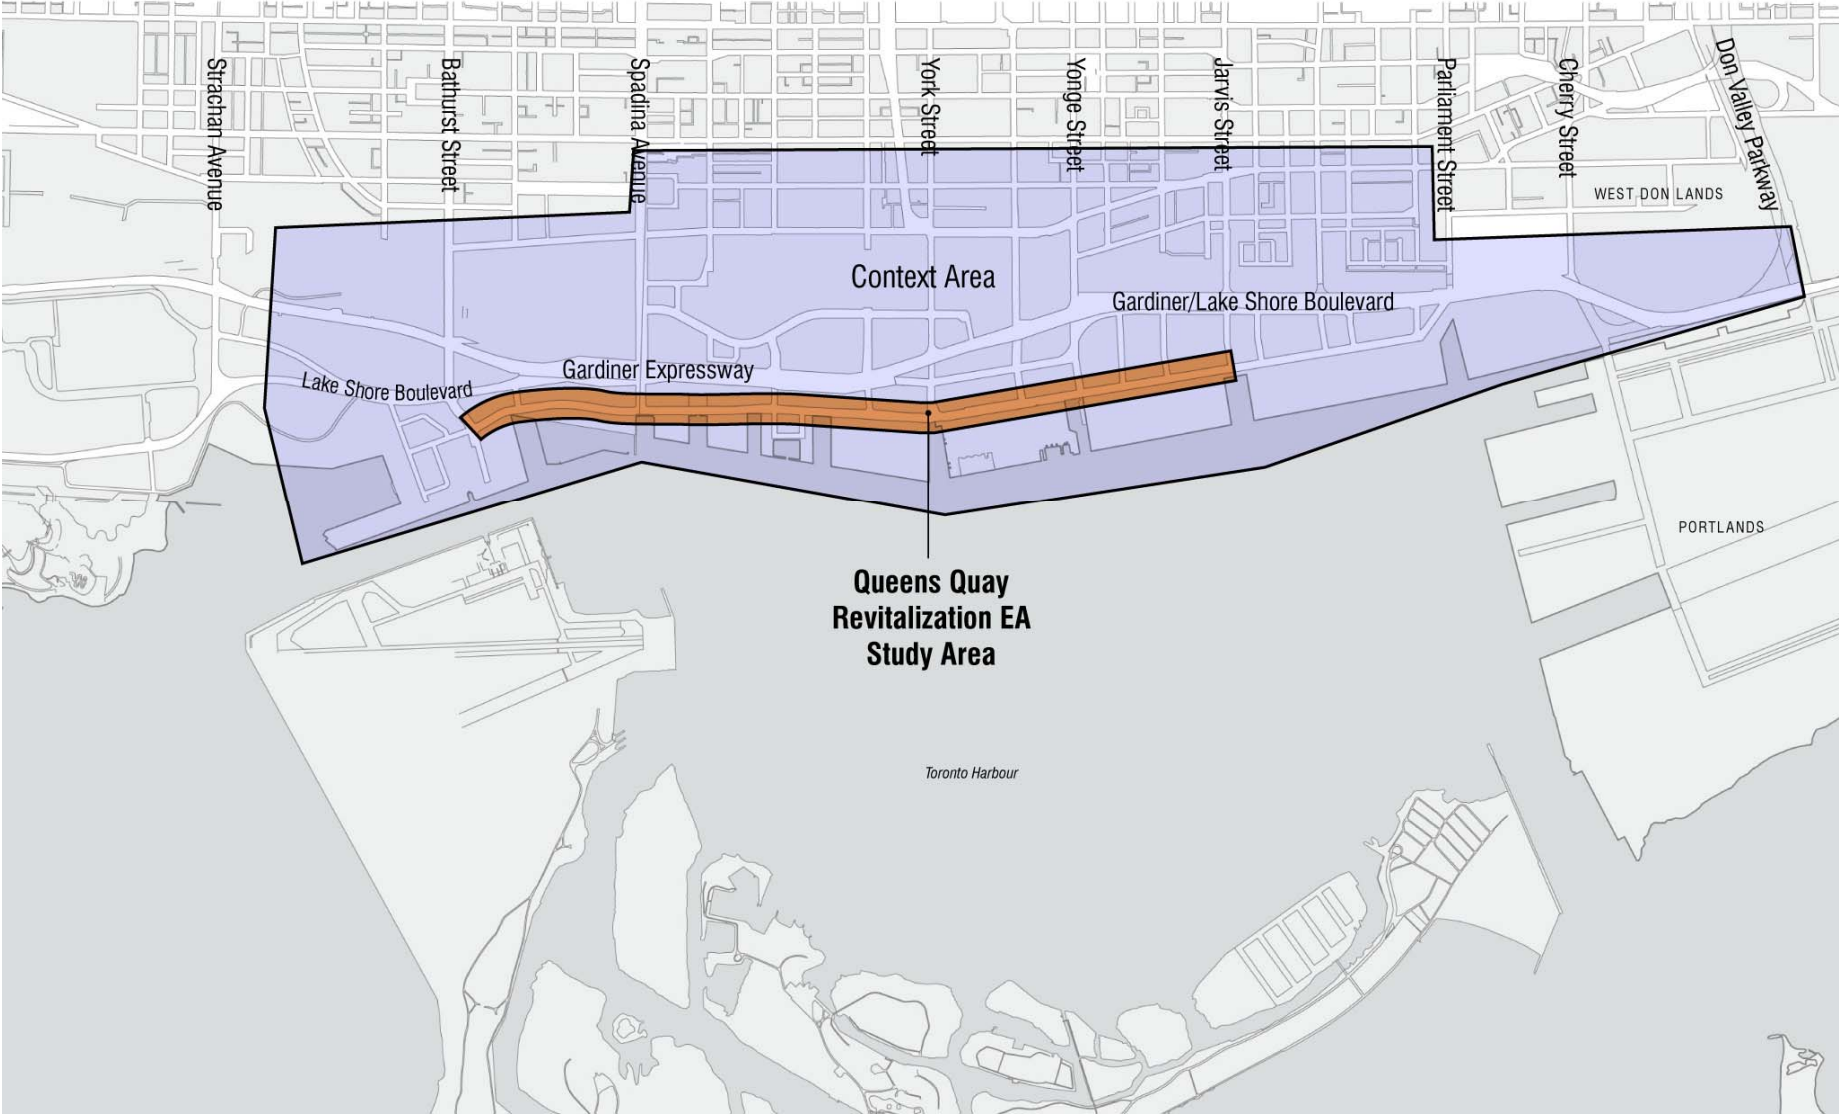 Strachan Avenue
Bathurst Street
Spadina Avenue
York Street
Yonge Street
Jarvis Street
Parliament Street
Cherry Street
Don Valley Parkway
WEST DON LANDS
Context Area
Gardiner/Lake Shore Boulevard
Gardiner Expressway
Lake Shore Boulevard
PORTLANDS
Queens Quay
Revitalization EA
Study Area
Toronto Harbour